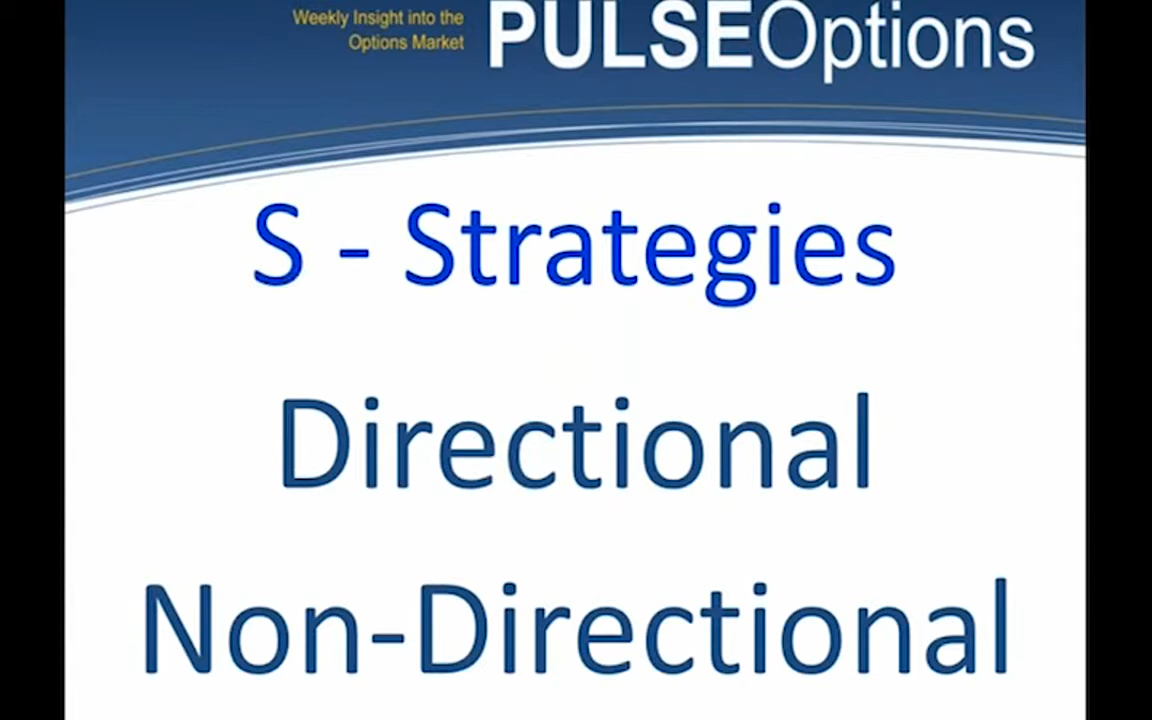 Weekly Insight into the
Options Market
PULSEOptions
S - Strategies
Directional
Non-Directional